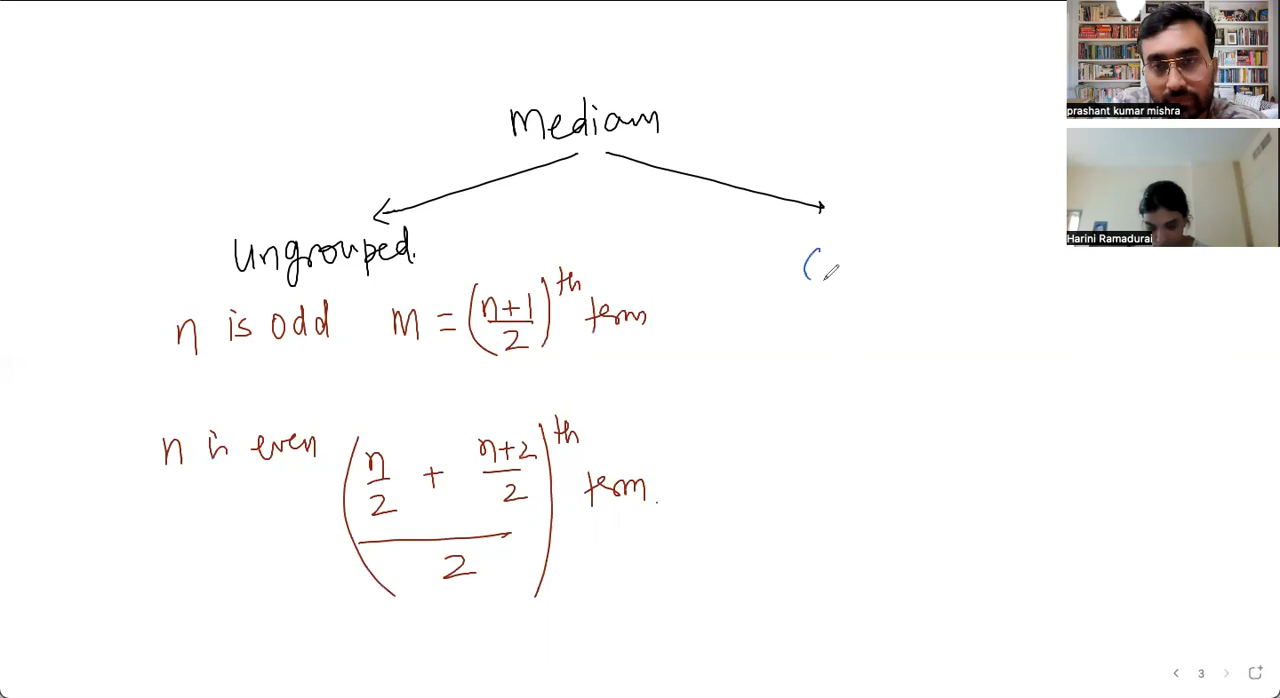 Median
Ungrouped.
n is odd M = (n+1/2)th term
n is even (n/2 + n+2/2 / 2)th term.
(
prashant kumar mishra
Harini Ramadurai
3